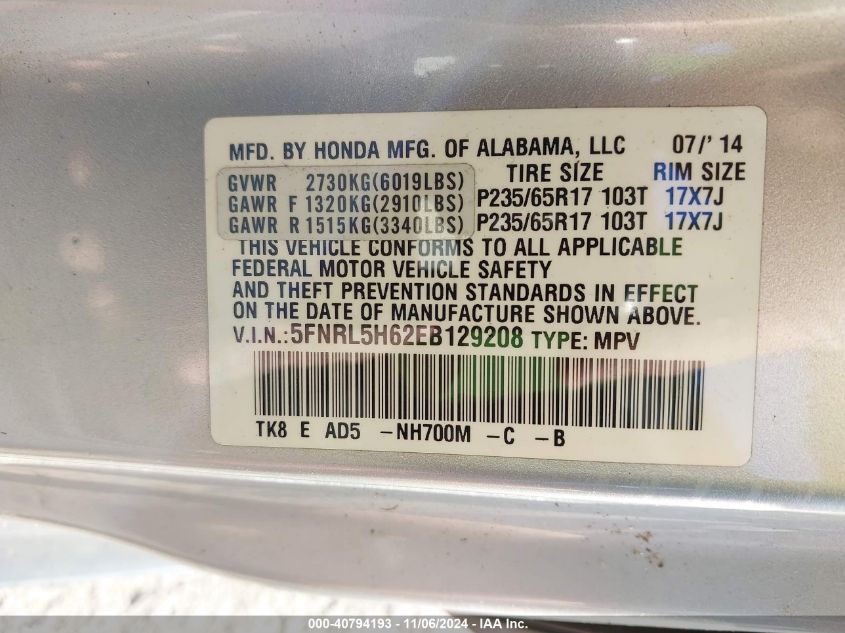 MFD. BY HONDA MFG. OF ALABAMA, LLC 07/' 14
TIRE SIZE RIM SIZE
GVWR 2730KG(6019LBS)
GAWR F 1320KG(2910LBS) P235/65R17 103T 17X7J
GAWR R 1515KG(3340LBS) P235/65R17 103T 17X7J
THIS VEHICLE CONFORMS TO ALL APPLICABLE
FEDERAL MOTOR VEHICLE SAFETY
AND THEFT PREVENTION STANDARDS IN EFFECT
ON THE DATE OF MANUFACTURE SHOWN ABOVE.
V.I.N.:5FNRL5H62EB129208 TYPE: MPV
TK8 E AD5 -NH700M -C -B
000-40794193 - 11/06/2024 - IAA Inc.